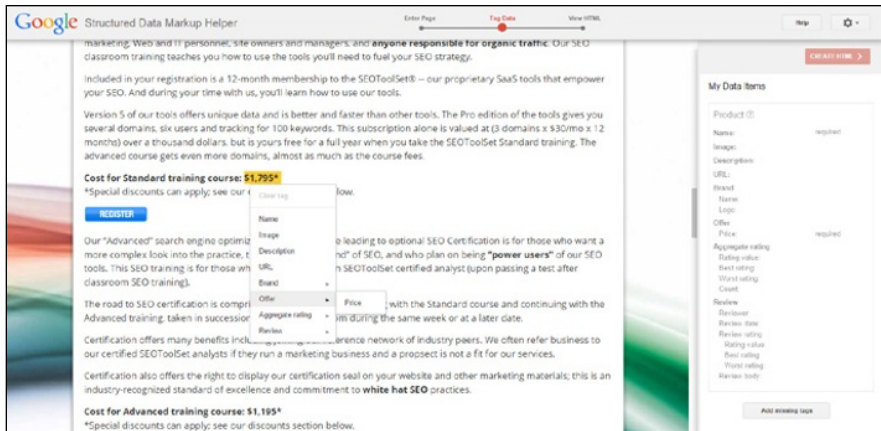 Google Structured Data Markup Helper
Enter Page Tag Data View HTML
Help
marketing, Web and IT personnel, site owners and managers, and anyone responsible for organic traffic. Our SEO
classroom training teaches you how to use the tools you'll need to fuel your SEO strategy.
Included in your registration is a 12-month membership to the SEOToolSet® -- our proprietary SaaS tools that empower
your SEO. And during your time with us, you'll learn how to use our tools.
Version 5 of our tools offers unique data and is better and faster than other tools. The Pro edition of the tools gives you
several domains, six users and tracking for 100 keywords. This subscription alone is valued at (3 domains x $30/mo x 12
months) over a thousand dollars, but is yours free for a full year when you take the SEOToolSet Standard training. The
advanced course gets even more domains, almost as much as the course fees.
Cost for Standard training course: $1,795*
*Special discounts can apply; see our low.
REGISTER
Our "Advanced" search engine optimiz e leading to optional SEO Certification is for those who want a
more complex look into the practice, t nd" of SEO, and who plan on being "power users" of our SEO
tools. This SEO training is for those wh n SEOToolSet certified analyst (upon passing a test after
classroom SEO training).
The road to SEO certification is compri g with the Standard course and continuing with the
Advanced training, taken in succession om during the same week or at a later date.
Certification offers many benefits includ ference network of industry peers. We often refer business to
our certified SEOToolSet analysts if they run a marketing business and a propsect is not a fit for our services.
Certification also offers the right to display our certification seal on your website and other marketing materials; this is an
industry-recognized standard of excellence and commitment to white hat SEO practices.
Cost for Advanced training course: $1,195*
*Special discounts can apply; see our discounts section below.
Clear tag
Name
Image
Description
URL
Brand
Offer
Price
Aggregate rating
Review
CREATE HTML
My Data Items
Product
Name: required
Image:
Description:
URL:
Brand
Name:
Logo:
Offer
Price: required
Aggregate rating
Rating value:
Best rating:
Worst rating:
Count:
Review
Reviewer:
Review date:
Review rating
Rating value
Best rating
Worst rating
Review body:
Add missing tags